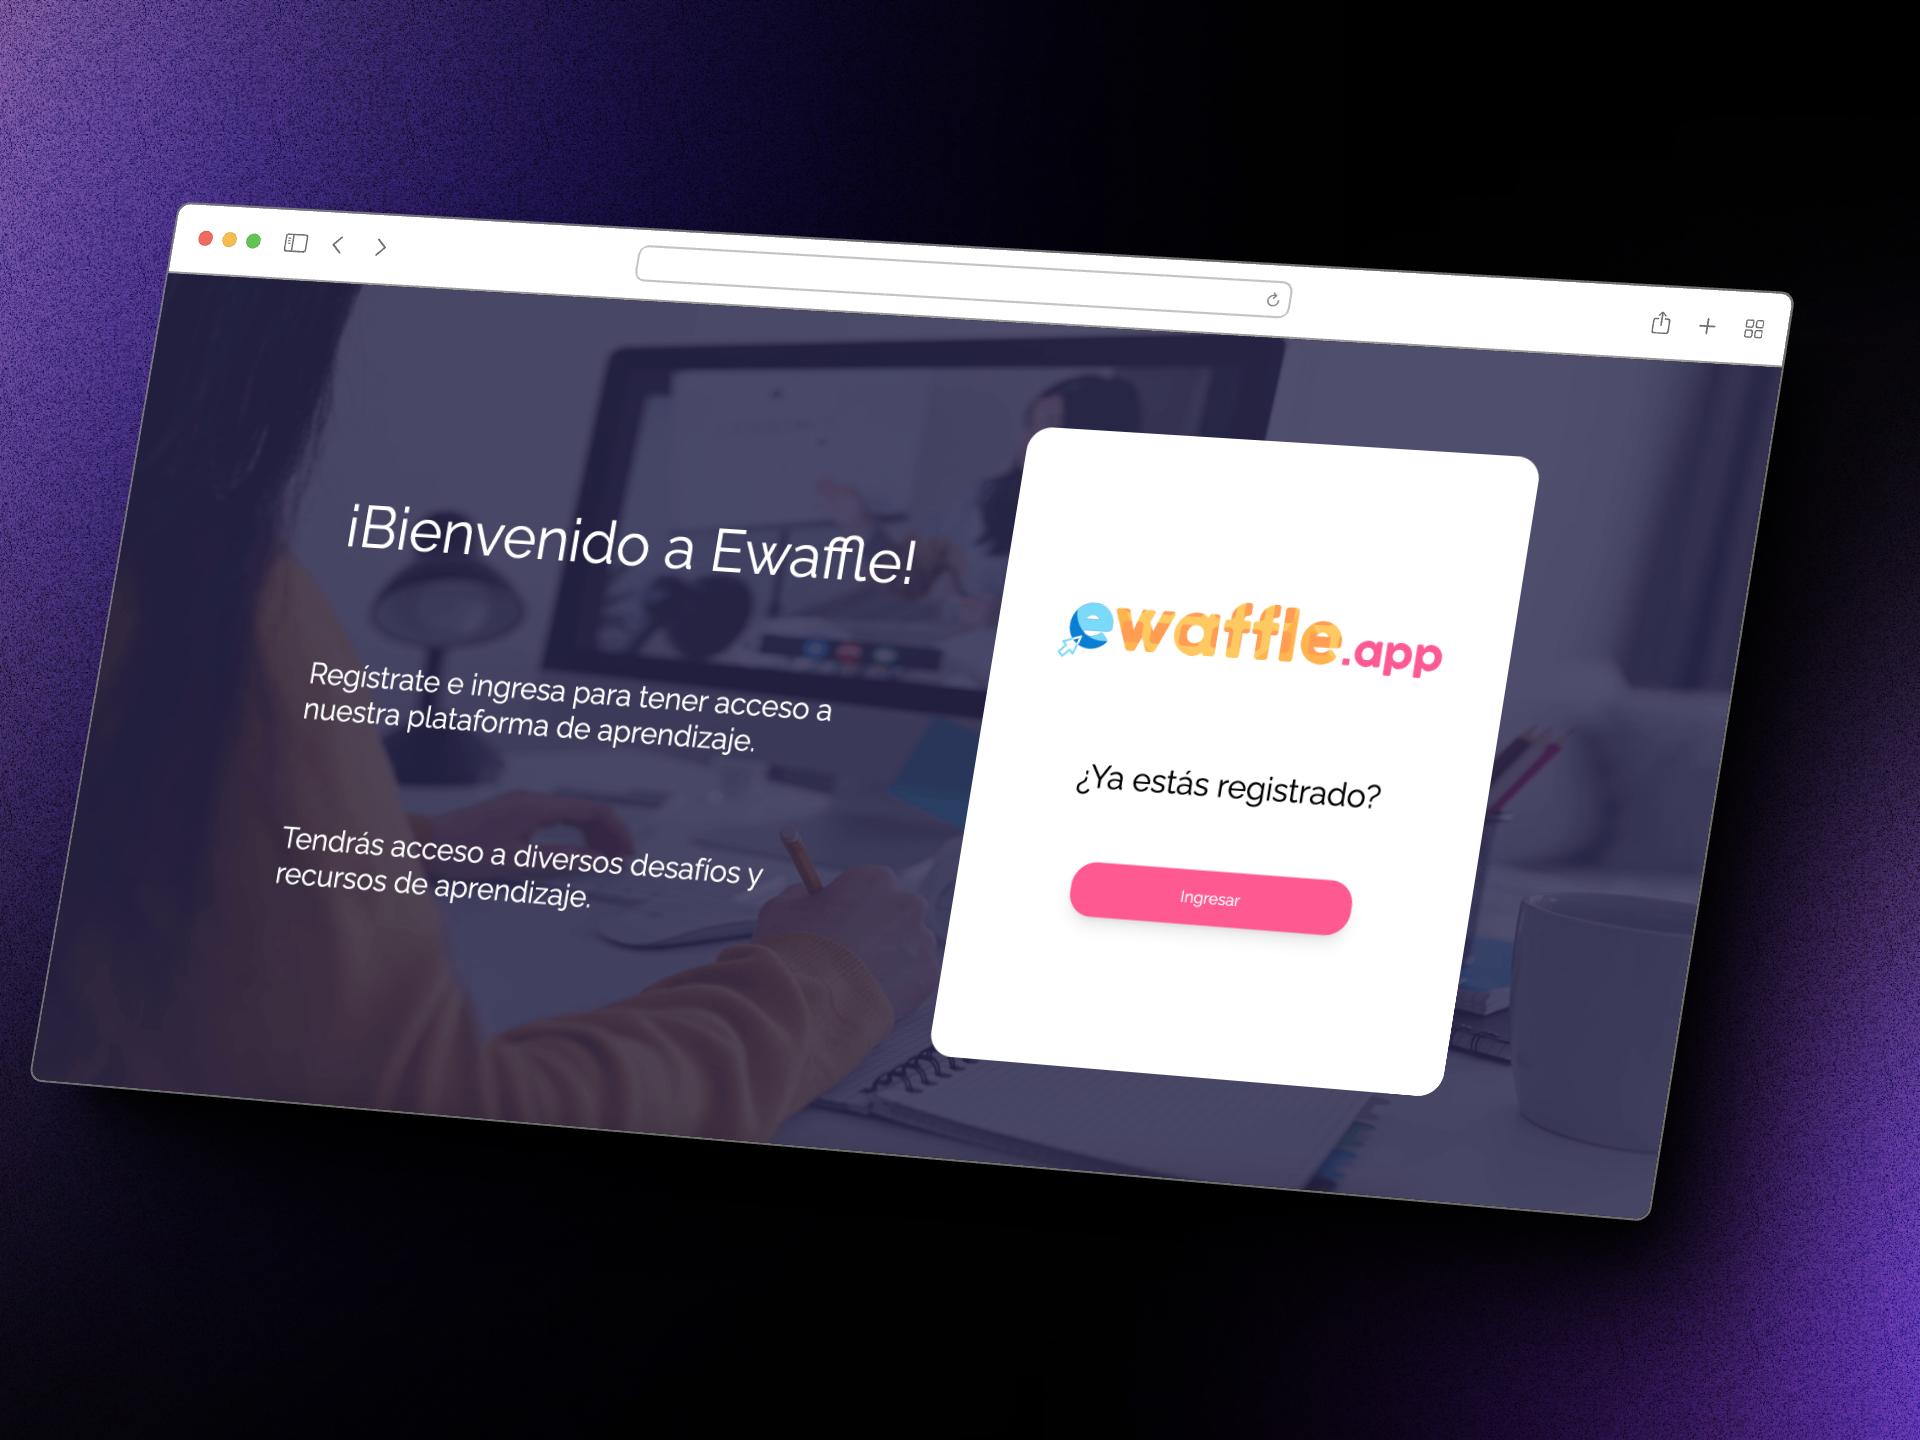 ¡Bienvenido a Ewaffle!
Regístrate e ingresa para tener acceso a
nuestra plataforma de aprendizaje.
Tendrás acceso a diversos desafíos y
recursos de aprendizaje.
ewaffle.app
¿Ya estás registrado?
Ingresar